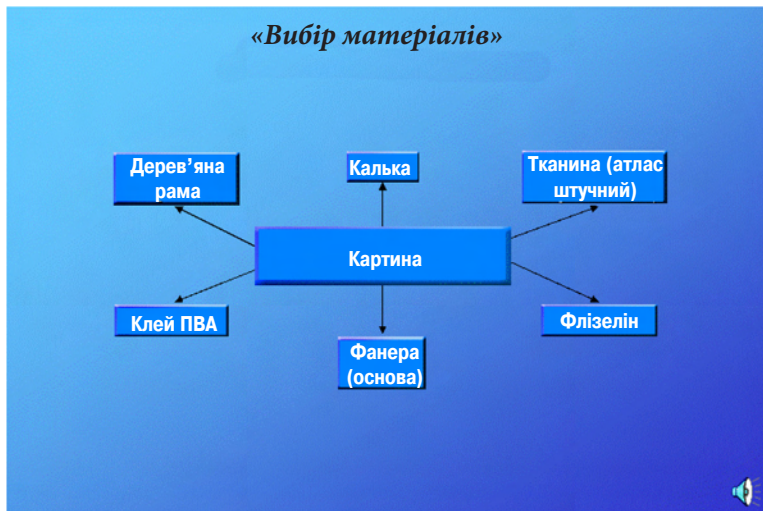 «Вибір матеріалів»
Дерев’яна
рама
Калька
Тканина (атлас
штучний)
Картина
Клей ПВА
Фанера
(основа)
Флізелін